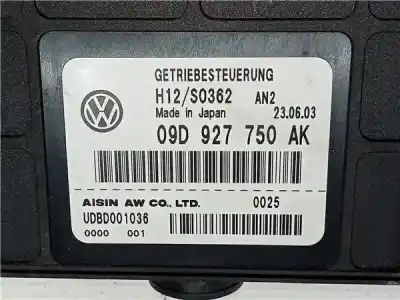 GETRIEBESTEUERUNG
H12/S0362 AN2
Made in Japan 23.06.03
09D 927 750 AK
AISIN AW CO., LTD. 0025
UDBD001036
0000 001